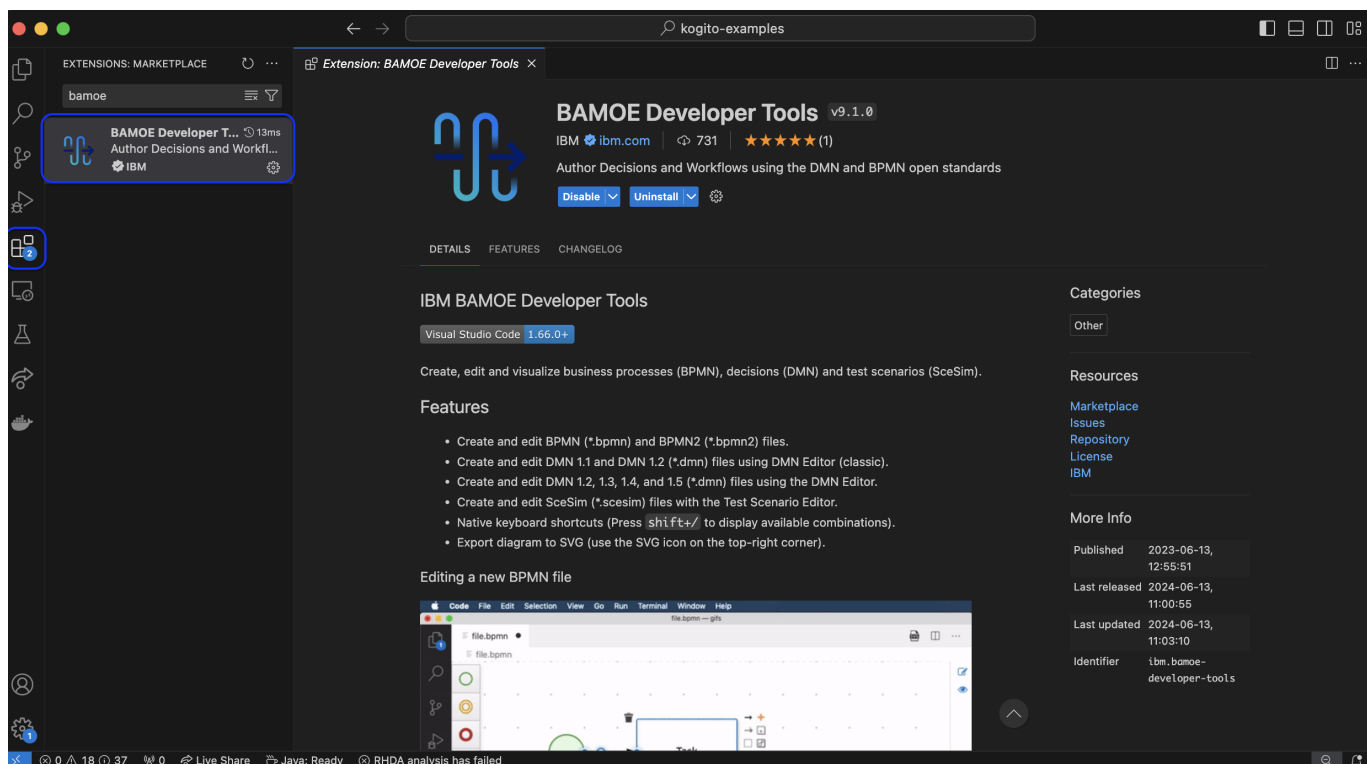 kogito-examples
EXTENSIONS: MARKETPLACE
Extension: BAMOE Developer Tools
bamoe
BAMOE Developer T... 13ms
Author Decisions and Workfl...
IBM
2
1
BAMOE Developer Tools v9.1.0
IBM ibm.com 731 (1)
Author Decisions and Workflows using the DMN and BPMN open standards
Disable Uninstall
DETAILS FEATURES CHANGELOG
IBM BAMOE Developer Tools
Visual Studio Code 1.66.0+
Create, edit and visualize business processes (BPMN), decisions (DMN) and test scenarios (SceSim).
Features
• Create and edit BPMN (*.bpmn) and BPMN2 (*.bpmn2) files.
• Create and edit DMN 1.1 and DMN 1.2 (*.dmn) files using DMN Editor (classic).
• Create and edit DMN 1.2, 1.3, 1.4, and 1.5 (*.dmn) files using the DMN Editor.
• Create and edit SceSim (*.scesim) files with the Test Scenario Editor.
• Native keyboard shortcuts (Press shift+/ to display available combinations).
• Export diagram to SVG (use the SVG icon on the top-right corner).
Editing a new BPMN file
Code File Edit Selection View Go Run Terminal Window Help
file.bpmn — gifs
file.bpmn
file.bpmn
1
Task
Categories
Other
Resources
Marketplace
Issues
Repository
License
IBM
More Info
Published 2023-06-13,
12:55:51
Last released 2024-06-13,
11:00:55
Last updated 2024-06-13,
11:03:10
Identifier ibm.bamoe-
developer-tools
0 18 37 0 Live Share Java: Ready RHDA analysis has failed